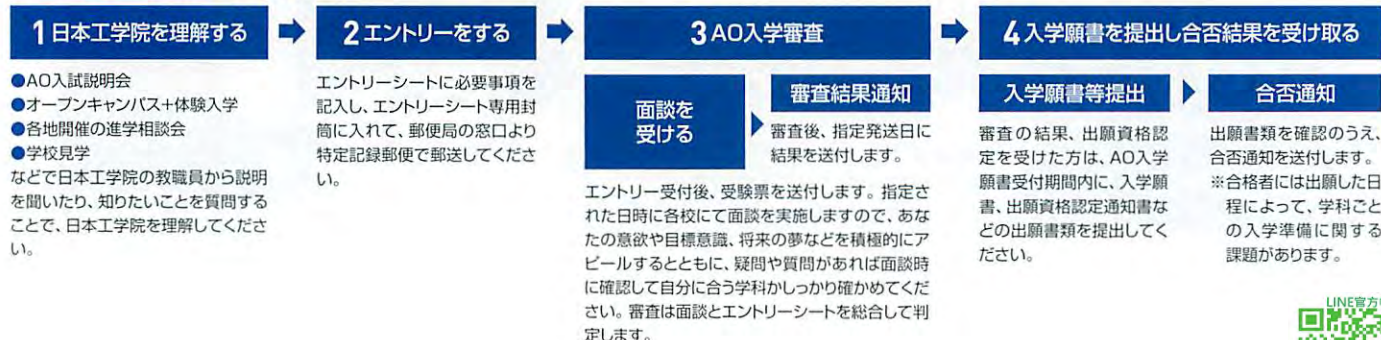 1 日本工学院を理解する
●AO入試説明会
●オープンキャンパス+体験入学
●各地開催の進学相談会
●学校見学
などで日本工学院の教職員から説明
を聞いたり、知りたいことを質問する
ことで、日本工学院を理解してくださ
い。
2 エントリーをする
エントリーシートに必要事項を
記入し、エントリーシート専用封
筒に入れて、郵便局の窓口より
特定記録郵便で郵送してくださ
い。
3 AO入学審査
面談を
受ける
審査結果通知
審査後、指定発送日に
結果を送付します。
エントリー受付後、受験票を送付します。指定さ
れた日時に各校にて面談を実施しますので、あな
たの意欲や目標意識、将来の夢などを積極的にア
ピールするとともに、疑問や質問があれば面談時
に確認して自分に合う学科かしっかり確かめてくだ
さい。審査は面談とエントリーシートを総合して判
定します。
4 入学願書を提出し合否結果を受け取る
入学願書等提出
審査の結果、出願資格認
定を受けた方は、AO入学
願書受付期間内に、入学願
書、出願資格認定通知書な
どの出願書類を提出してく
ださい。
合否通知
出願書類を確認のうえ、
合否通知を送付します。
※合格者には出願した日
程によって、学科ごと
の入学準備に関する
課題があります。
LINE官方